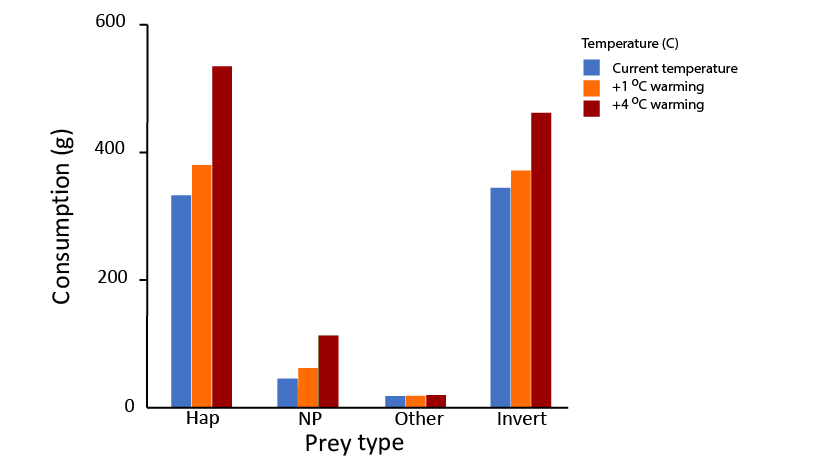 600
400
200
0
Consumption (g)
Hap NP Other Invert
Prey type
Temperature (C)
Current temperature
+1 ºC warming
+4 ºC warming